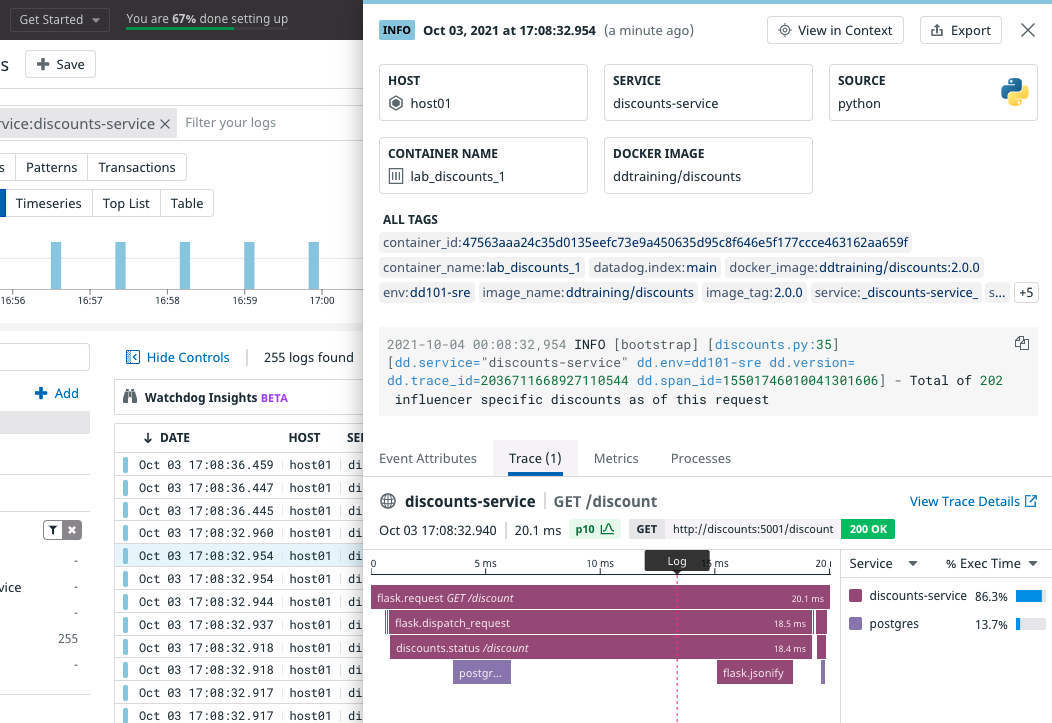 Get Started
You are 67% done setting up
s
Save
rvice:discounts-service
Filter your logs
s
Patterns
Transactions
Timeseries
Top List
Table
16:56
16:57
16:58
16:59
17:00
Hide Controls
255 logs found
Add
Watchdog Insights BETA
DATE HOST SE
Oct 03 17:08:36.459 host01 di
Oct 03 17:08:36.447 host01 di
Oct 03 17:08:36.445 host01 di
Oct 03 17:08:32.960 host01 di
Oct 03 17:08:32.954 host01 di
Oct 03 17:08:32.954 host01 di
Oct 03 17:08:32.944 host01 di
Oct 03 17:08:32.937 host01 di
Oct 03 17:08:32.918 host01 di
Oct 03 17:08:32.918 host01 di
Oct 03 17:08:32.917 host01 di
Oct 03 17:08:32.917 host01 di
-
vice
-
-
255
-
INFO Oct 03, 2021 at 17:08:32.954 (a minute ago)
View in Context
Export
HOST
host01
SERVICE
discounts-service
SOURCE
python
CONTAINER NAME
lab_discounts_1
DOCKER IMAGE
ddtraining/discounts
ALL TAGS
container_id:47563aaa24c35d0135eefc73e9a450635d95c8f646e5f177ccce463162aa659f
container_name:lab_discounts_1 datadog.index:main docker_image:ddtraining/discounts:2.0.0
env:dd101-sre image_name:ddtraining/discounts image_tag:2.0.0 service:_discounts-service_ s... +5
2021-10-04 00:08:32,954 INFO [bootstrap] [discounts.py:35]
[dd.service="discounts-service" dd.env=dd101-sre dd.version=
dd.trace_id=2036711668927110544 dd.span_id=15501746010041301606] - Total of 202
influencer specific discounts as of this request
Event Attributes
Trace (1)
Metrics
Processes
discounts-service GET /discount
View Trace Details
Oct 03 17:08:32.940 20.1 ms p10 GET http://discounts:5001/discount 200 OK
0
5 ms
10 ms
Log
15 ms
20
flask.request GET /discount 20.1 ms
flask.dispatch_request 18.5 ms
discounts.status /discount 18.4 ms
postgr...
flask.jsonify
Service % Exec Time
discounts-service 86.3%
postgres 13.7%